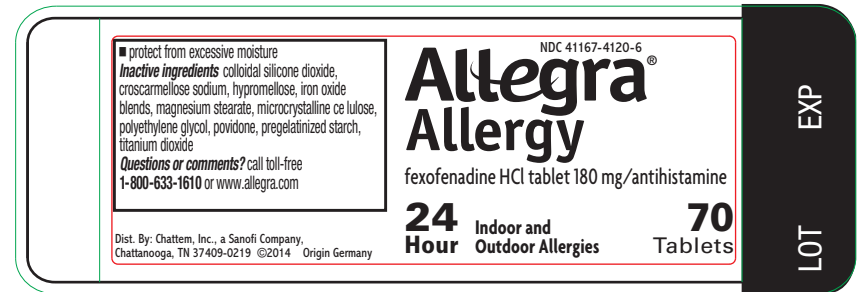 ■ protect from excessive moisture
Inactive ingredients colloidal silicone dioxide,
croscarmellose sodium, hypromellose, iron oxide
blends, magnesium stearate, microcrystalline ce lulose,
polyethylene glycol, povidone, pregelatinized starch,
titanium dioxide
Questions or comments? call toll-free
1-800-633-1610 or www.allegra.com
Dist. By: Chattem, Inc., a Sanofi Company,
Chattanooga, TN 37409-0219 ©2014 Origin Germany
NDC 41167-4120-6
Allegra®
Allergy
fexofenadine HCl tablet 180 mg/antihistamine
24
Hour
Indoor and
Outdoor Allergies
70
Tablets
EXP
LOT